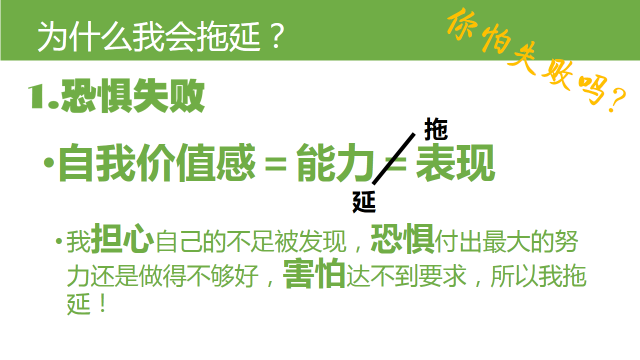 为什么我会拖延？
你怕失败吗?
1.恐惧失败
•自我价值感=能力=表现
拖
延
•我担心自己的不足被发现，恐惧付出最大的努
力还是做得不够好，害怕达不到要求，所以我拖
延！